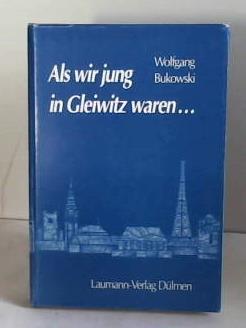 Als wir jung
in Gleiwitz waren...
Wolfgang
Bukowski
Laumann-Verlag Dülmen